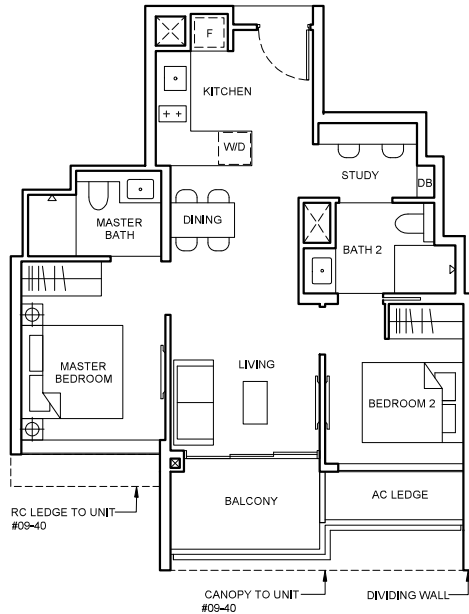 F
KITCHEN
W/D
STUDY
DB
MASTER
BATH
DINING
BATH 2
MASTER
BEDROOM
LIVING
BEDROOM 2
BALCONY
AC LEDGE
RC LEDGE TO UNIT
#09-40
CANOPY TO UNIT
#09-40
DIVIDING WALL